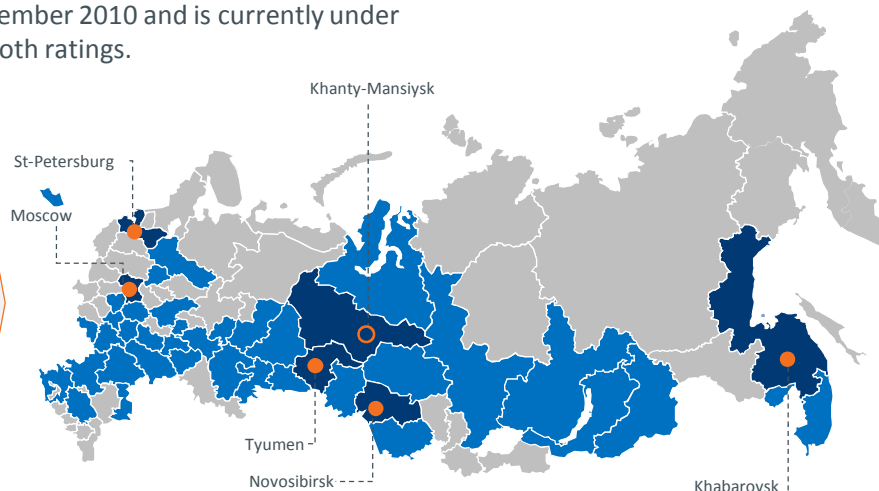 ember 2010 and is currently under
oth ratings.
Khanty-Mansiysk
St-Petersburg
Moscow
Tyumen
Novosibirsk
Khabarovsk